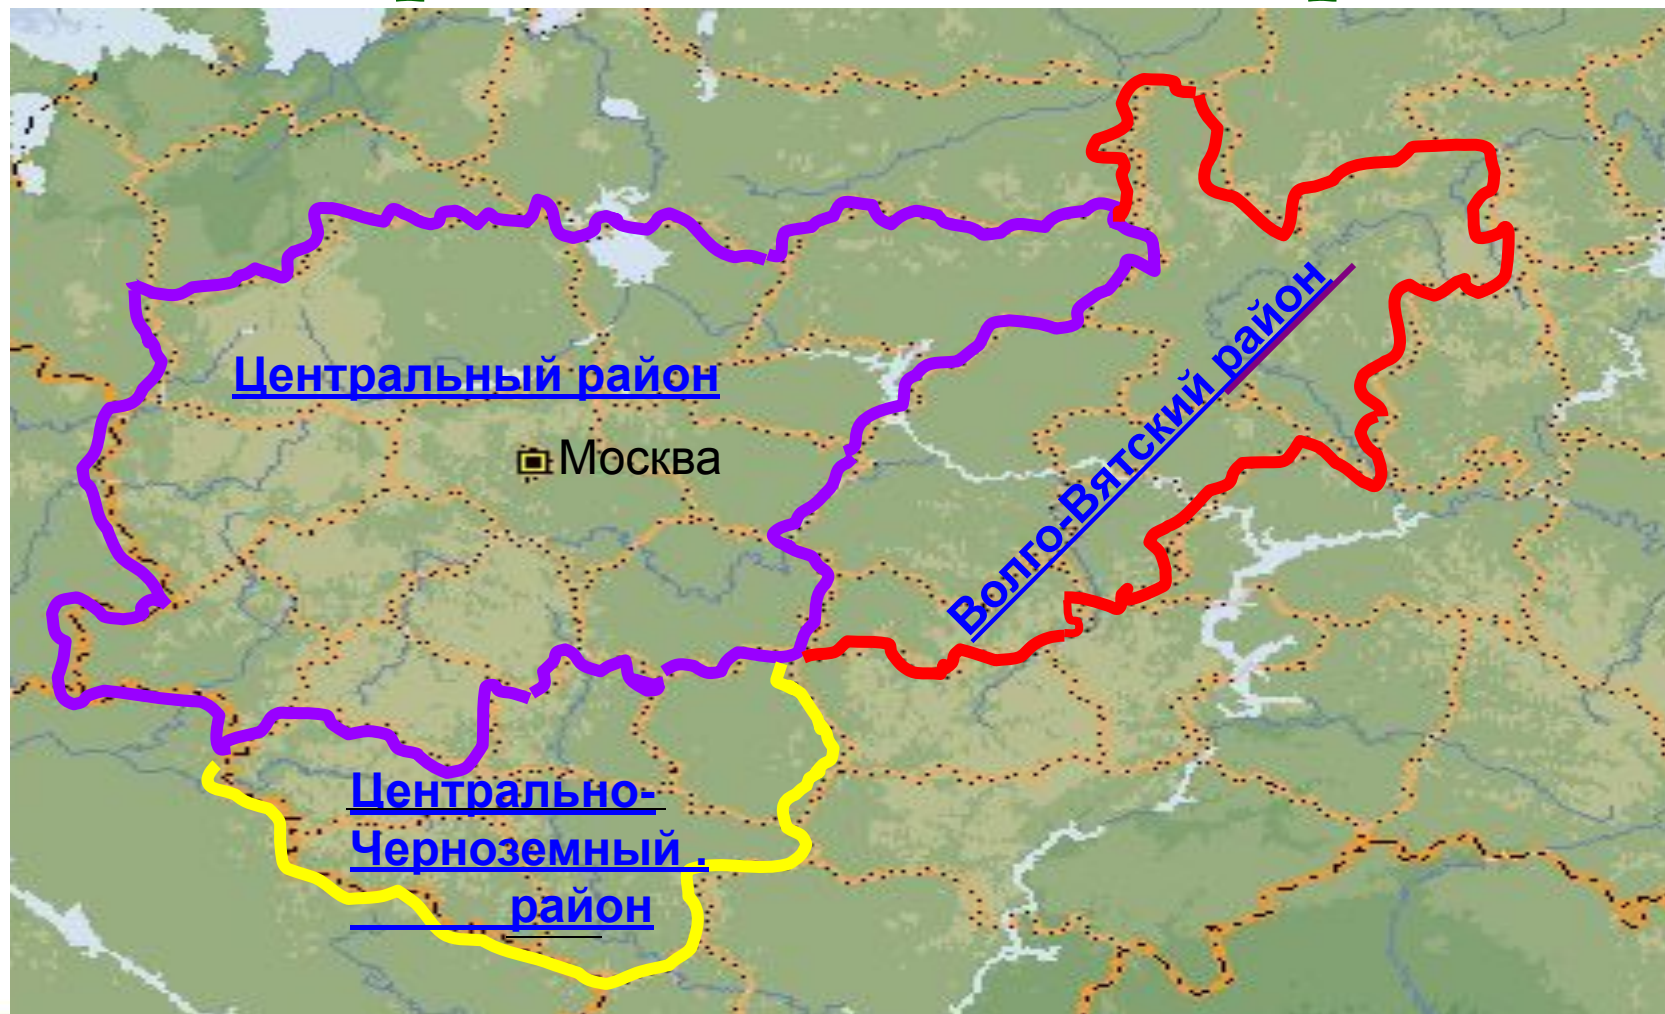 Центральный район
Москва
Волго-Вятский район
Центрально-
Черноземный .
район